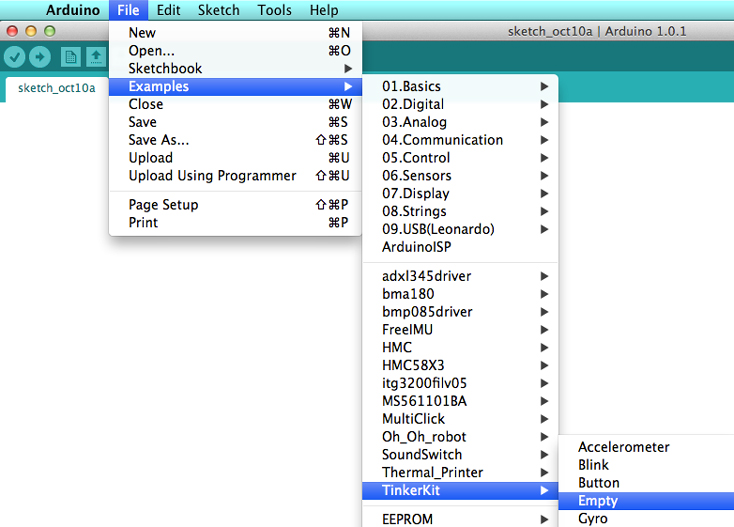 Arduino File Edit Sketch Tools Help
sketch_oct10a | Arduino 1.0.1
sketch_oct10a
New ⌘N
Open... ⌘O
Sketchbook
Examples
Close ⌘W
Save ⌘S
Save As... ⇧⌘S
Upload ⌘U
Upload Using Programmer ⇧⌘U
Page Setup ⇧⌘P
Print ⌘P
01.Basics
02.Digital
03.Analog
04.Communication
05.Control
06.Sensors
07.Display
08.Strings
09.USB(Leonardo)
ArduinoISP
adxl345driver
bma180
bmp085driver
FreeIMU
HMC
HMC58X3
itg3200filv05
MS561101BA
MultiClick
Oh_Oh_robot
SoundSwitch
Thermal_Printer
TinkerKit
EEPROM
Accelerometer
Blink
Button
Empty
Gyro